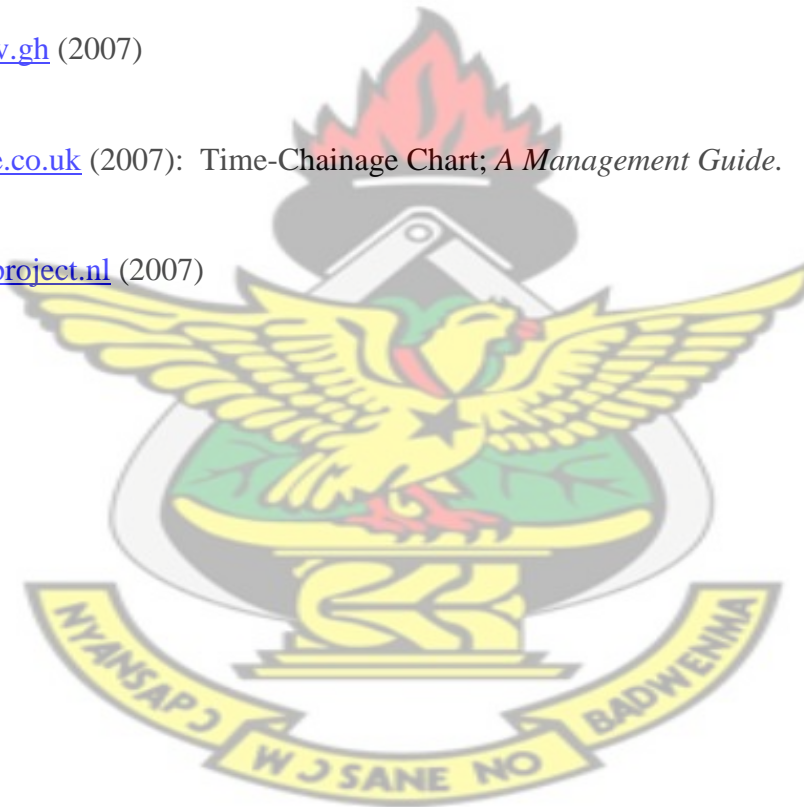 v.gh (2007)
e.co.uk (2007): Time-Chainage Chart; A Management Guide.
project.nl (2007)
NYANSAPƆ WƆSANE NO BADWENMA